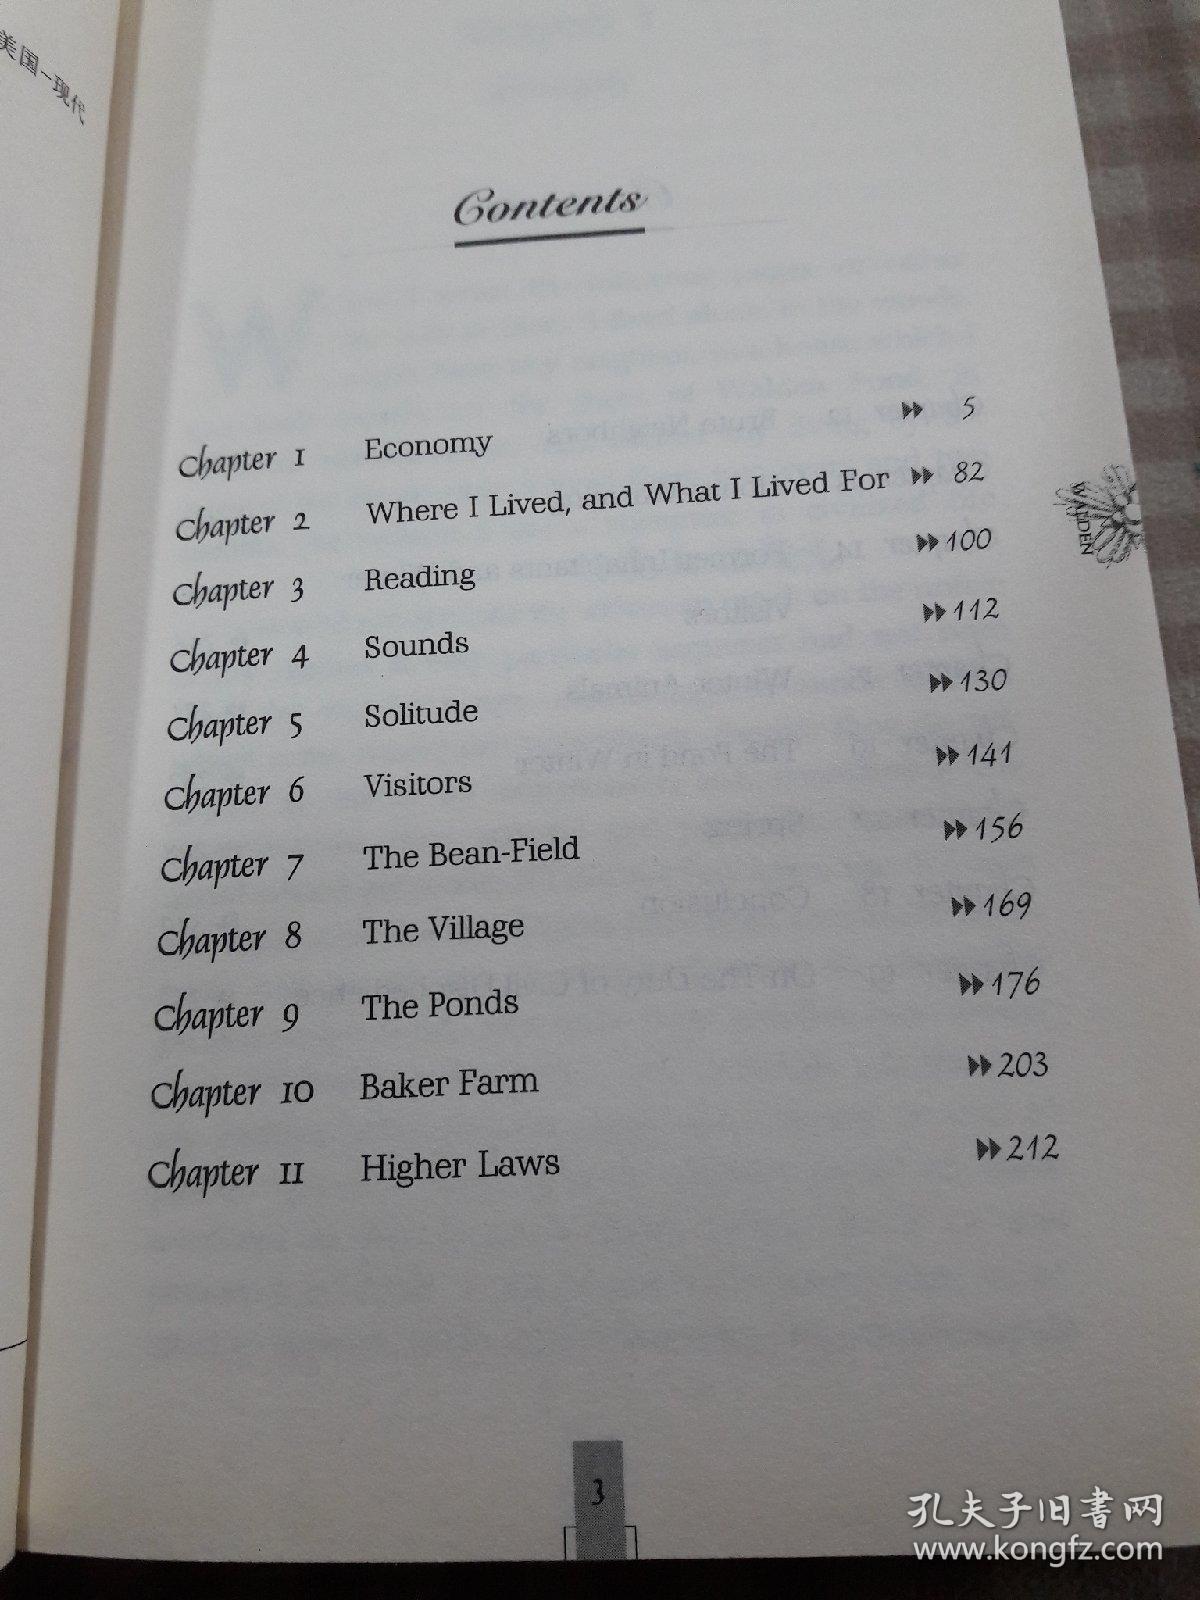 美国－现代
Contents
Chapter 1 Economy 5
Chapter 2 Where I Lived, and What I Lived For 82
Chapter 3 Reading 100
Chapter 4 Sounds 112
Chapter 5 Solitude 130
Chapter 6 Visitors 141
Chapter 7 The Bean-Field 156
Chapter 8 The Village 169
Chapter 9 The Ponds 176
Chapter 10 Baker Farm 203
Chapter 11 Higher Laws 212
WALDEN
3
孔夫子旧书网
www.kongfz.com